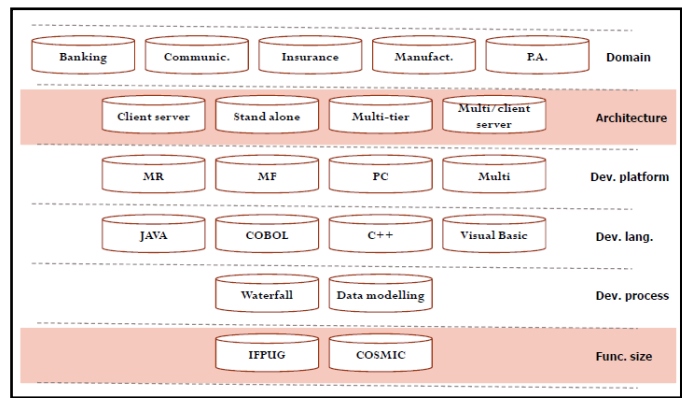 Banking Communic. Insurance Manufact. P.A. Domain
Client server Stand alone Multi-tier Multi/client server Architecture
MR MF PC Multi Dev. platform
JAVA COBOL C++ Visual Basic Dev. lang.
Waterfall Data modelling Dev. process
IFPUG COSMIC Func. size